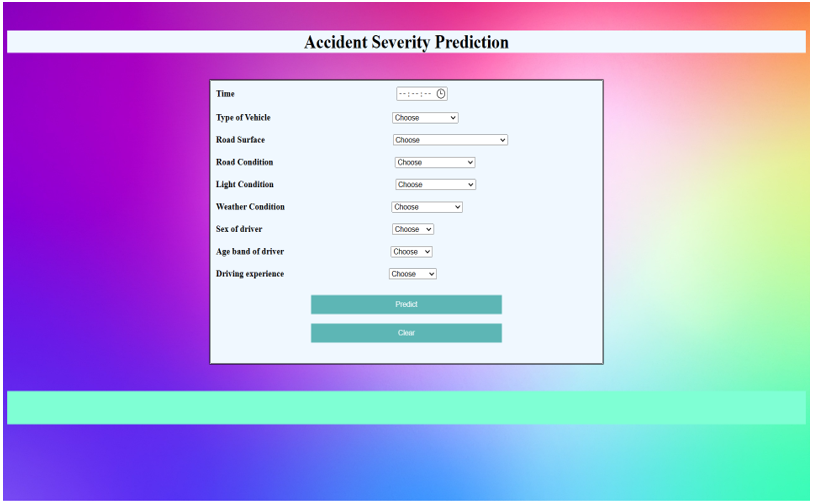 Accident Severity Prediction
Time --:--:--
Type of Vehicle Choose
Road Surface Choose
Road Condition Choose
Light Condition Choose
Weather Condition Choose
Sex of driver Choose
Age band of driver Choose
Driving experience Choose
Predict
Clear